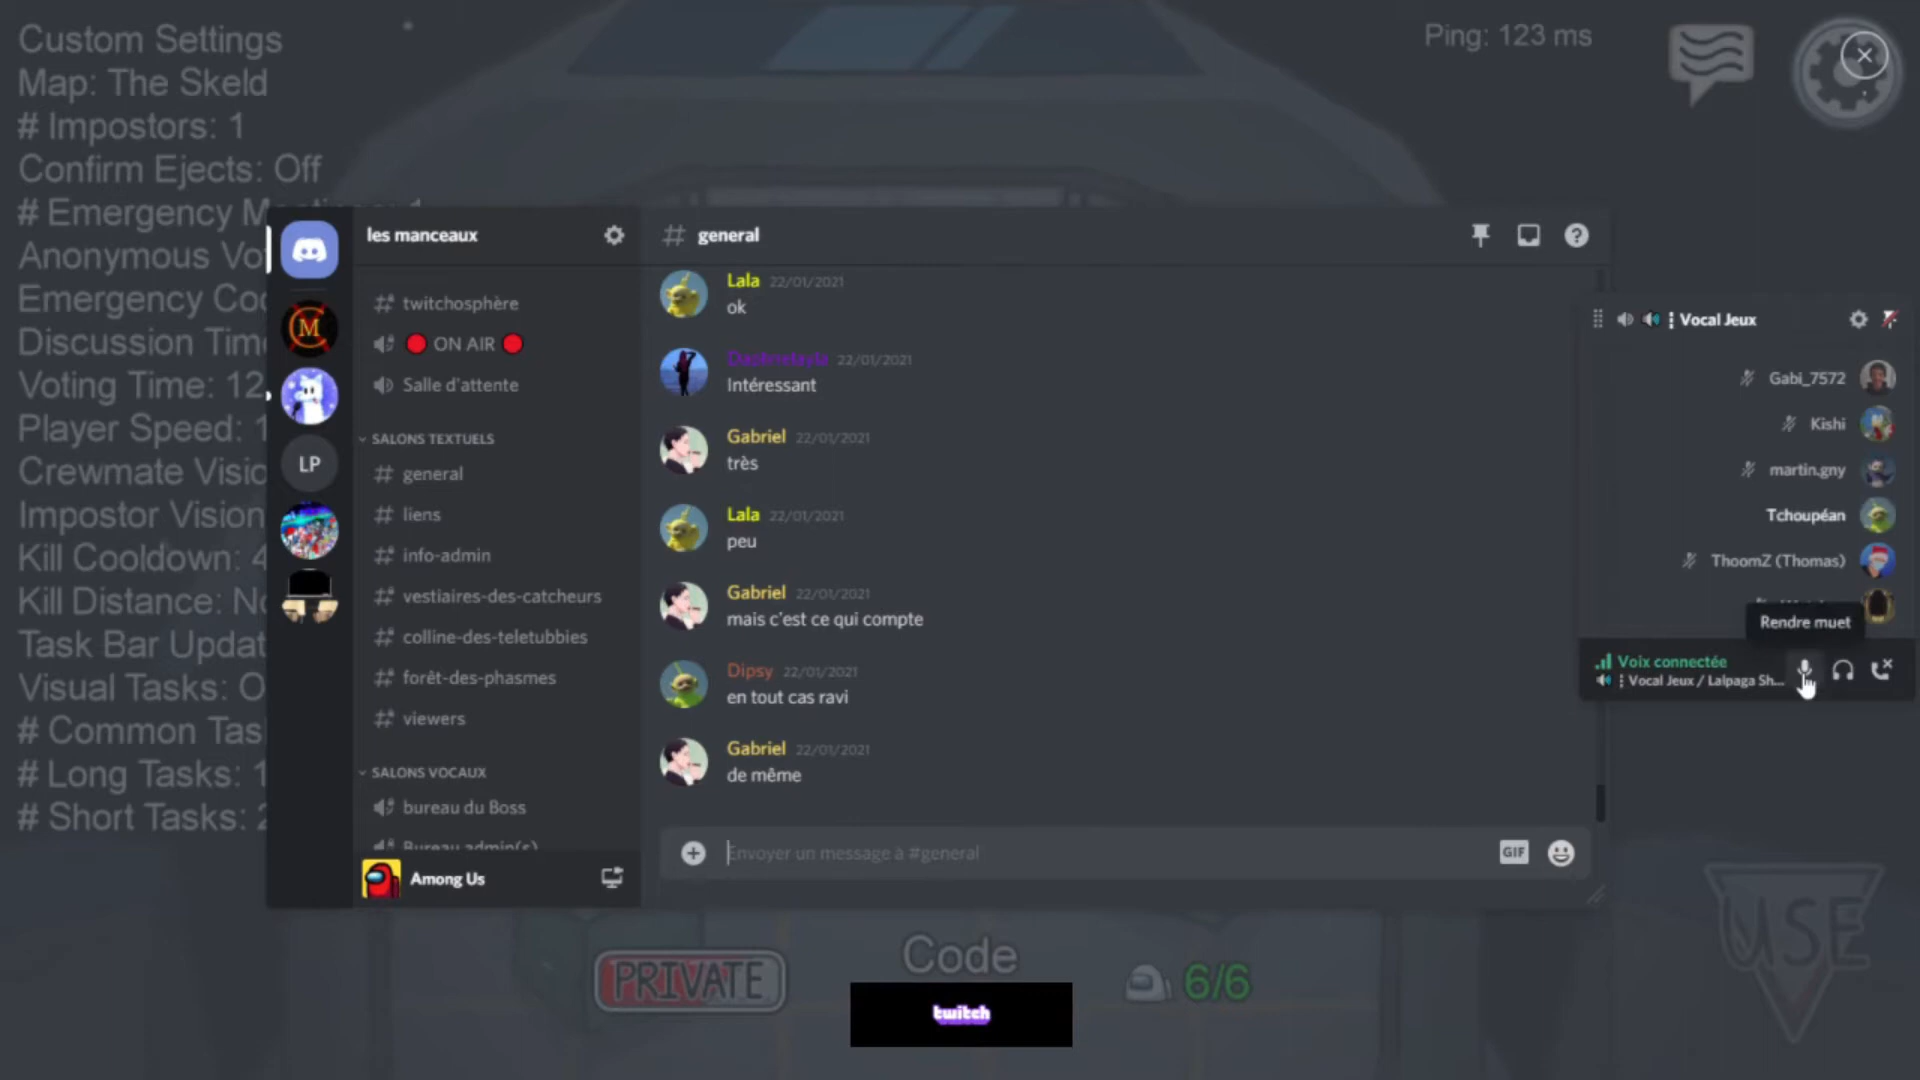 Custom Settings
Map: The Skeld
# Impostors: 1
Confirm Ejects: Off
# Emergency M
Anonymous Vo
Emergency Coo
Discussion Time
Voting Time: 12
Player Speed: 1
Crewmate Visio
Impostor Vision
Kill Cooldown: 4
Kill Distance: No
Task Bar Updat
Visual Tasks: O
# Common Tas
# Long Tasks: 1
# Short Tasks: 2
Ping: 123 ms
M
LP
les manceaux
twitchosphère
ON AIR
Salle d'attente
SALONS TEXTUELS
# general
# liens
info-admin
vestiaires-des-catcheurs
colline-des-teletubbies
forêt-des-phasmes
viewers
SALONS VOCAUX
bureau du Boss
Bureau admin(s)
Among Us
# general
Lala 22/01/2021
ok
22/01/2021
Intéressant
Gabriel 22/01/2021
très
Lala 22/01/2021
peu
Gabriel 22/01/2021
mais c'est ce qui compte
Dipsy 22/01/2021
en tout cas ravi
Gabriel 22/01/2021
de même
Envoyer un message à #general
GIF
Vocal Jeux
Gabi_7572
Kishi
martin.gny
Tchoupéan
ThoomZ (Thomas)
Rendre muet
Voix connectée
Vocal Jeux / Lalpaga Sh...
PRIVATE
Code
twitch
6/6
USE